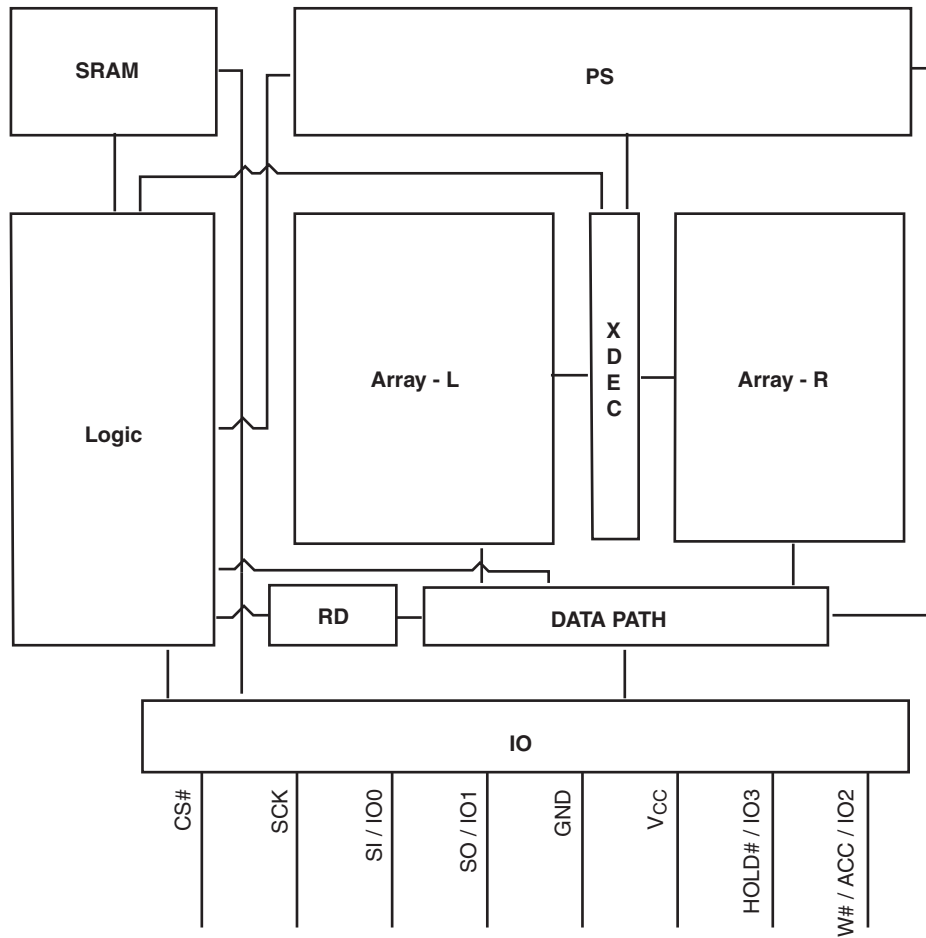 SRAM
PS
Array - L
XDEC
Array - R
Logic
RD
DATA PATH
IO
CS#
SCK
SI / IO0
SO / IO1
GND
VCC
HOLD# / IO3
W# / ACC / IO2